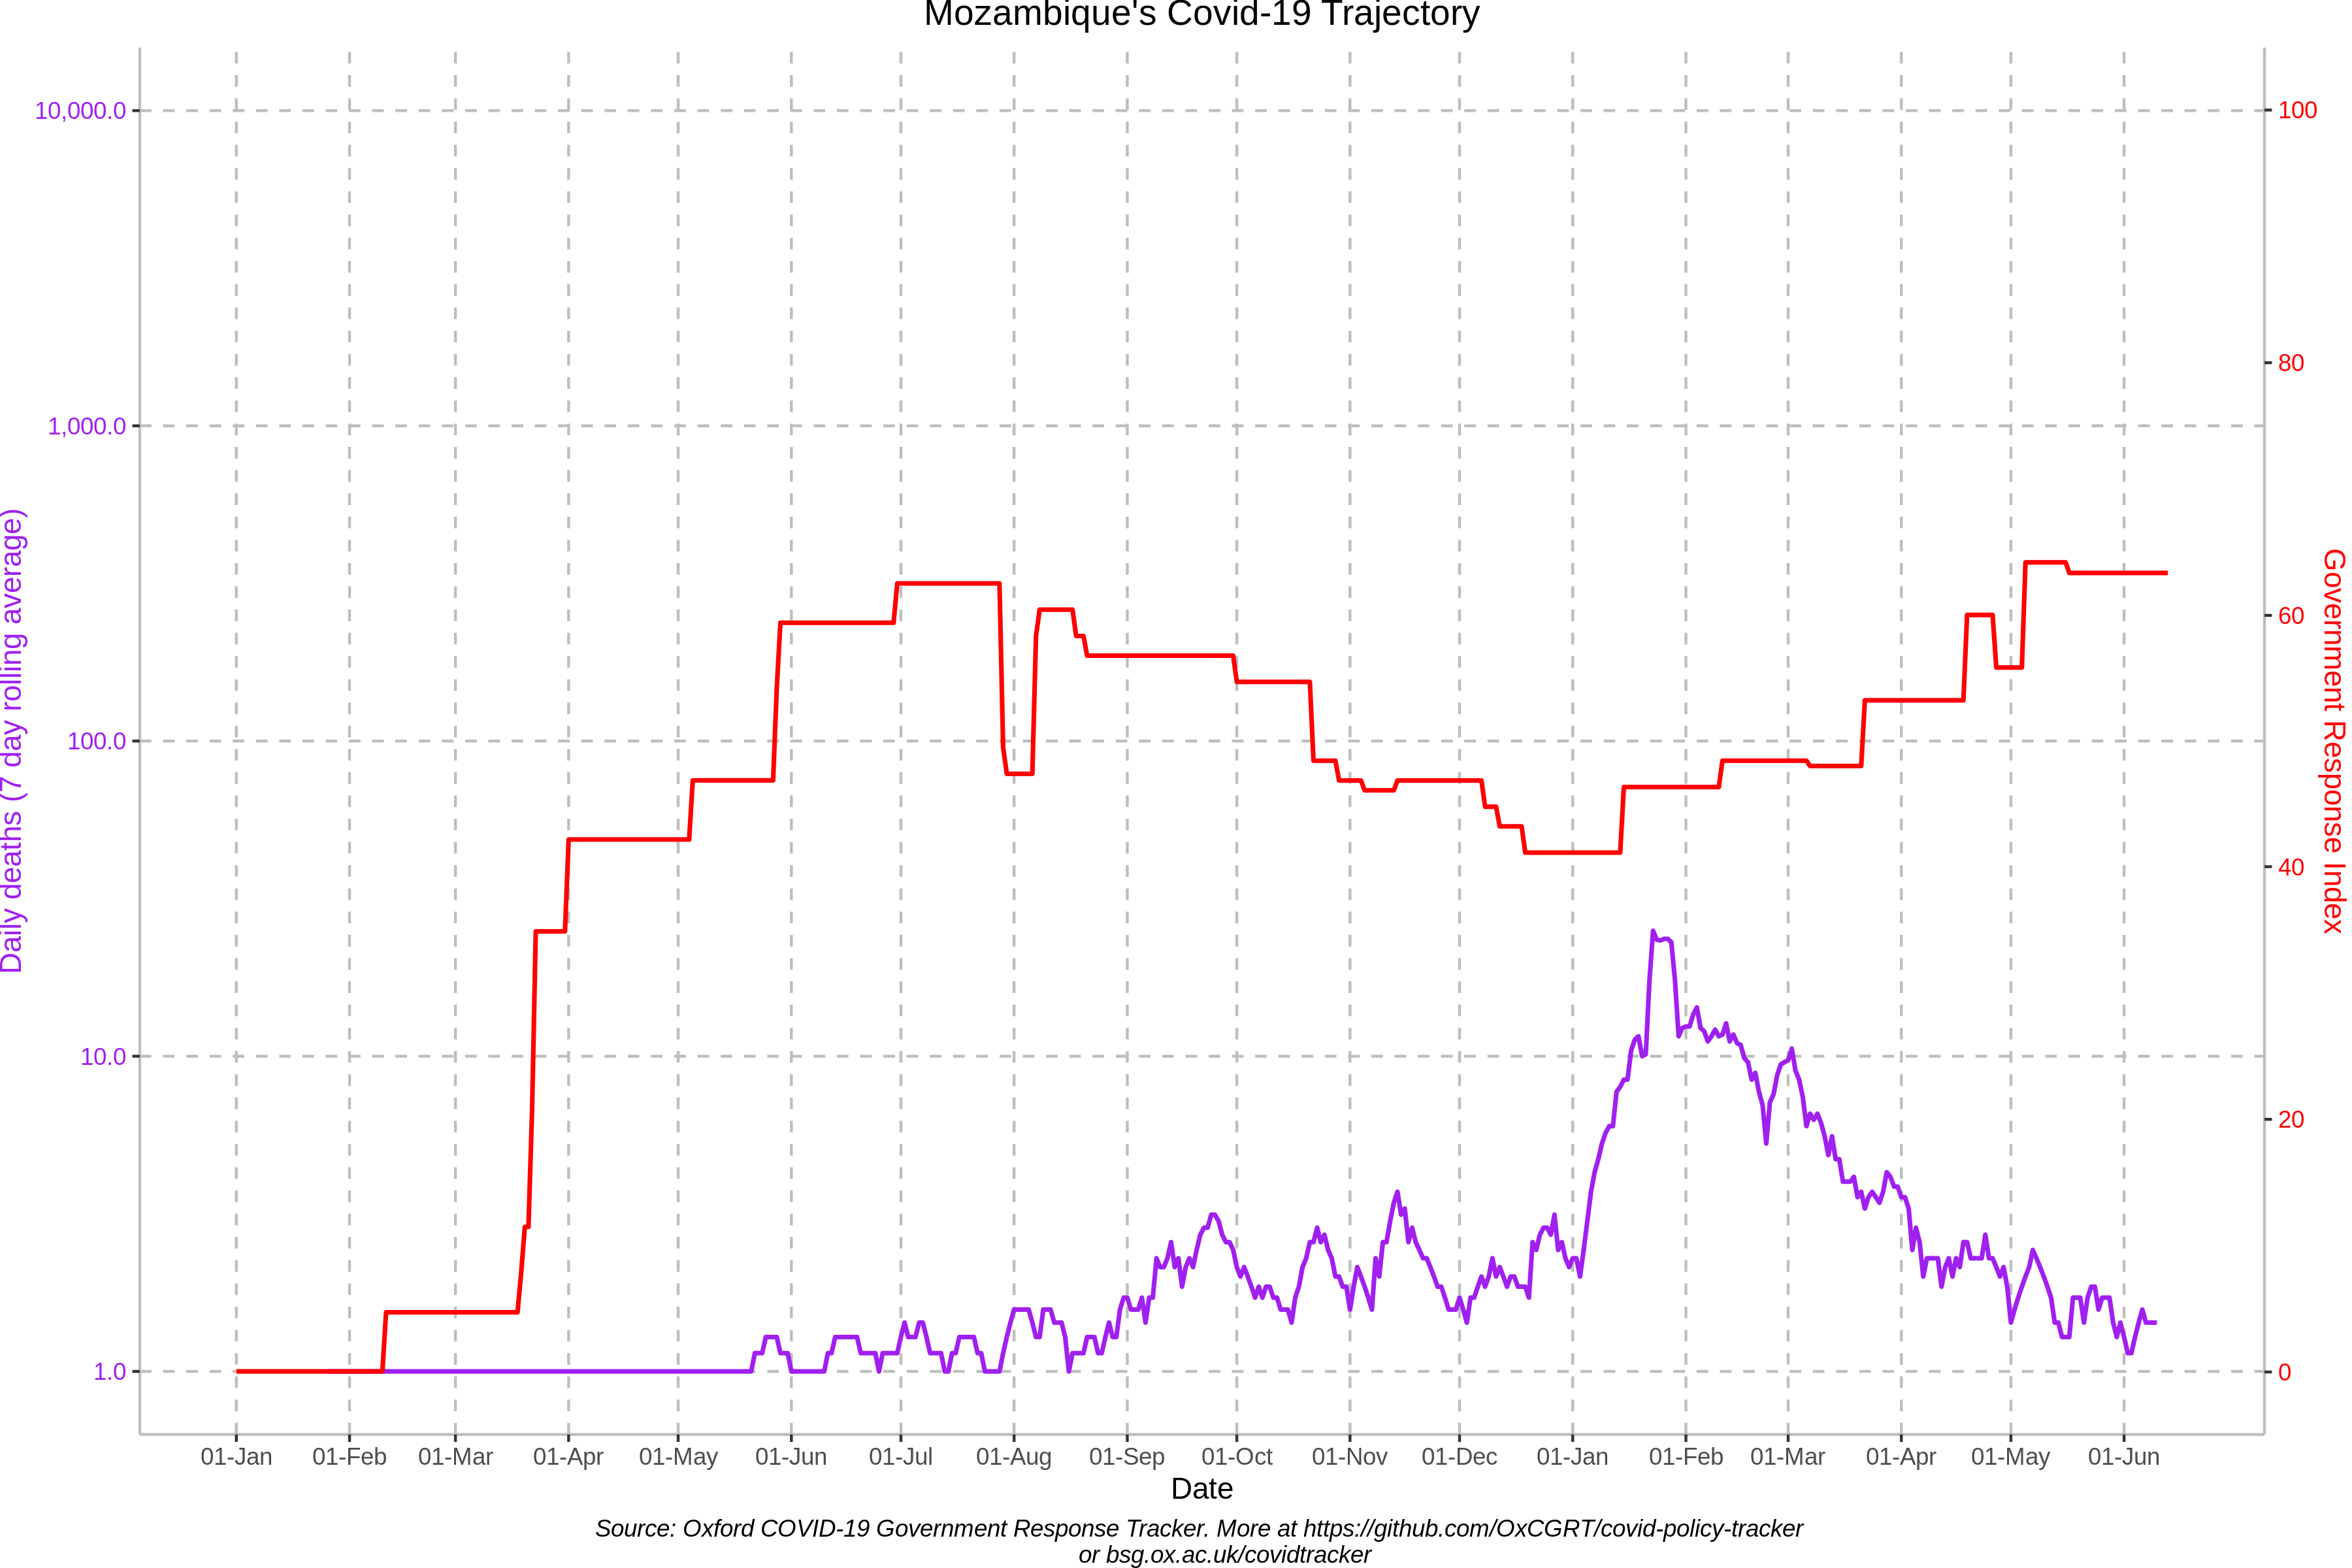 Mozambique's Covid-19 Trajectory
10,000.0
1,000.0
100.0
10.0
1.0
Daily deaths (7 day rolling average)
100
80
60
40
20
0
Government Response Index
01-Jan 01-Feb 01-Mar 01-Apr 01-May 01-Jun 01-Jul 01-Aug 01-Sep 01-Oct 01-Nov 01-Dec 01-Jan 01-Feb 01-Mar 01-Apr 01-May 01-Jun
Date
Source: Oxford COVID-19 Government Response Tracker. More at https://github.com/OxCGRT/covid-policy-tracker
or bsg.ox.ac.uk/covidtracker